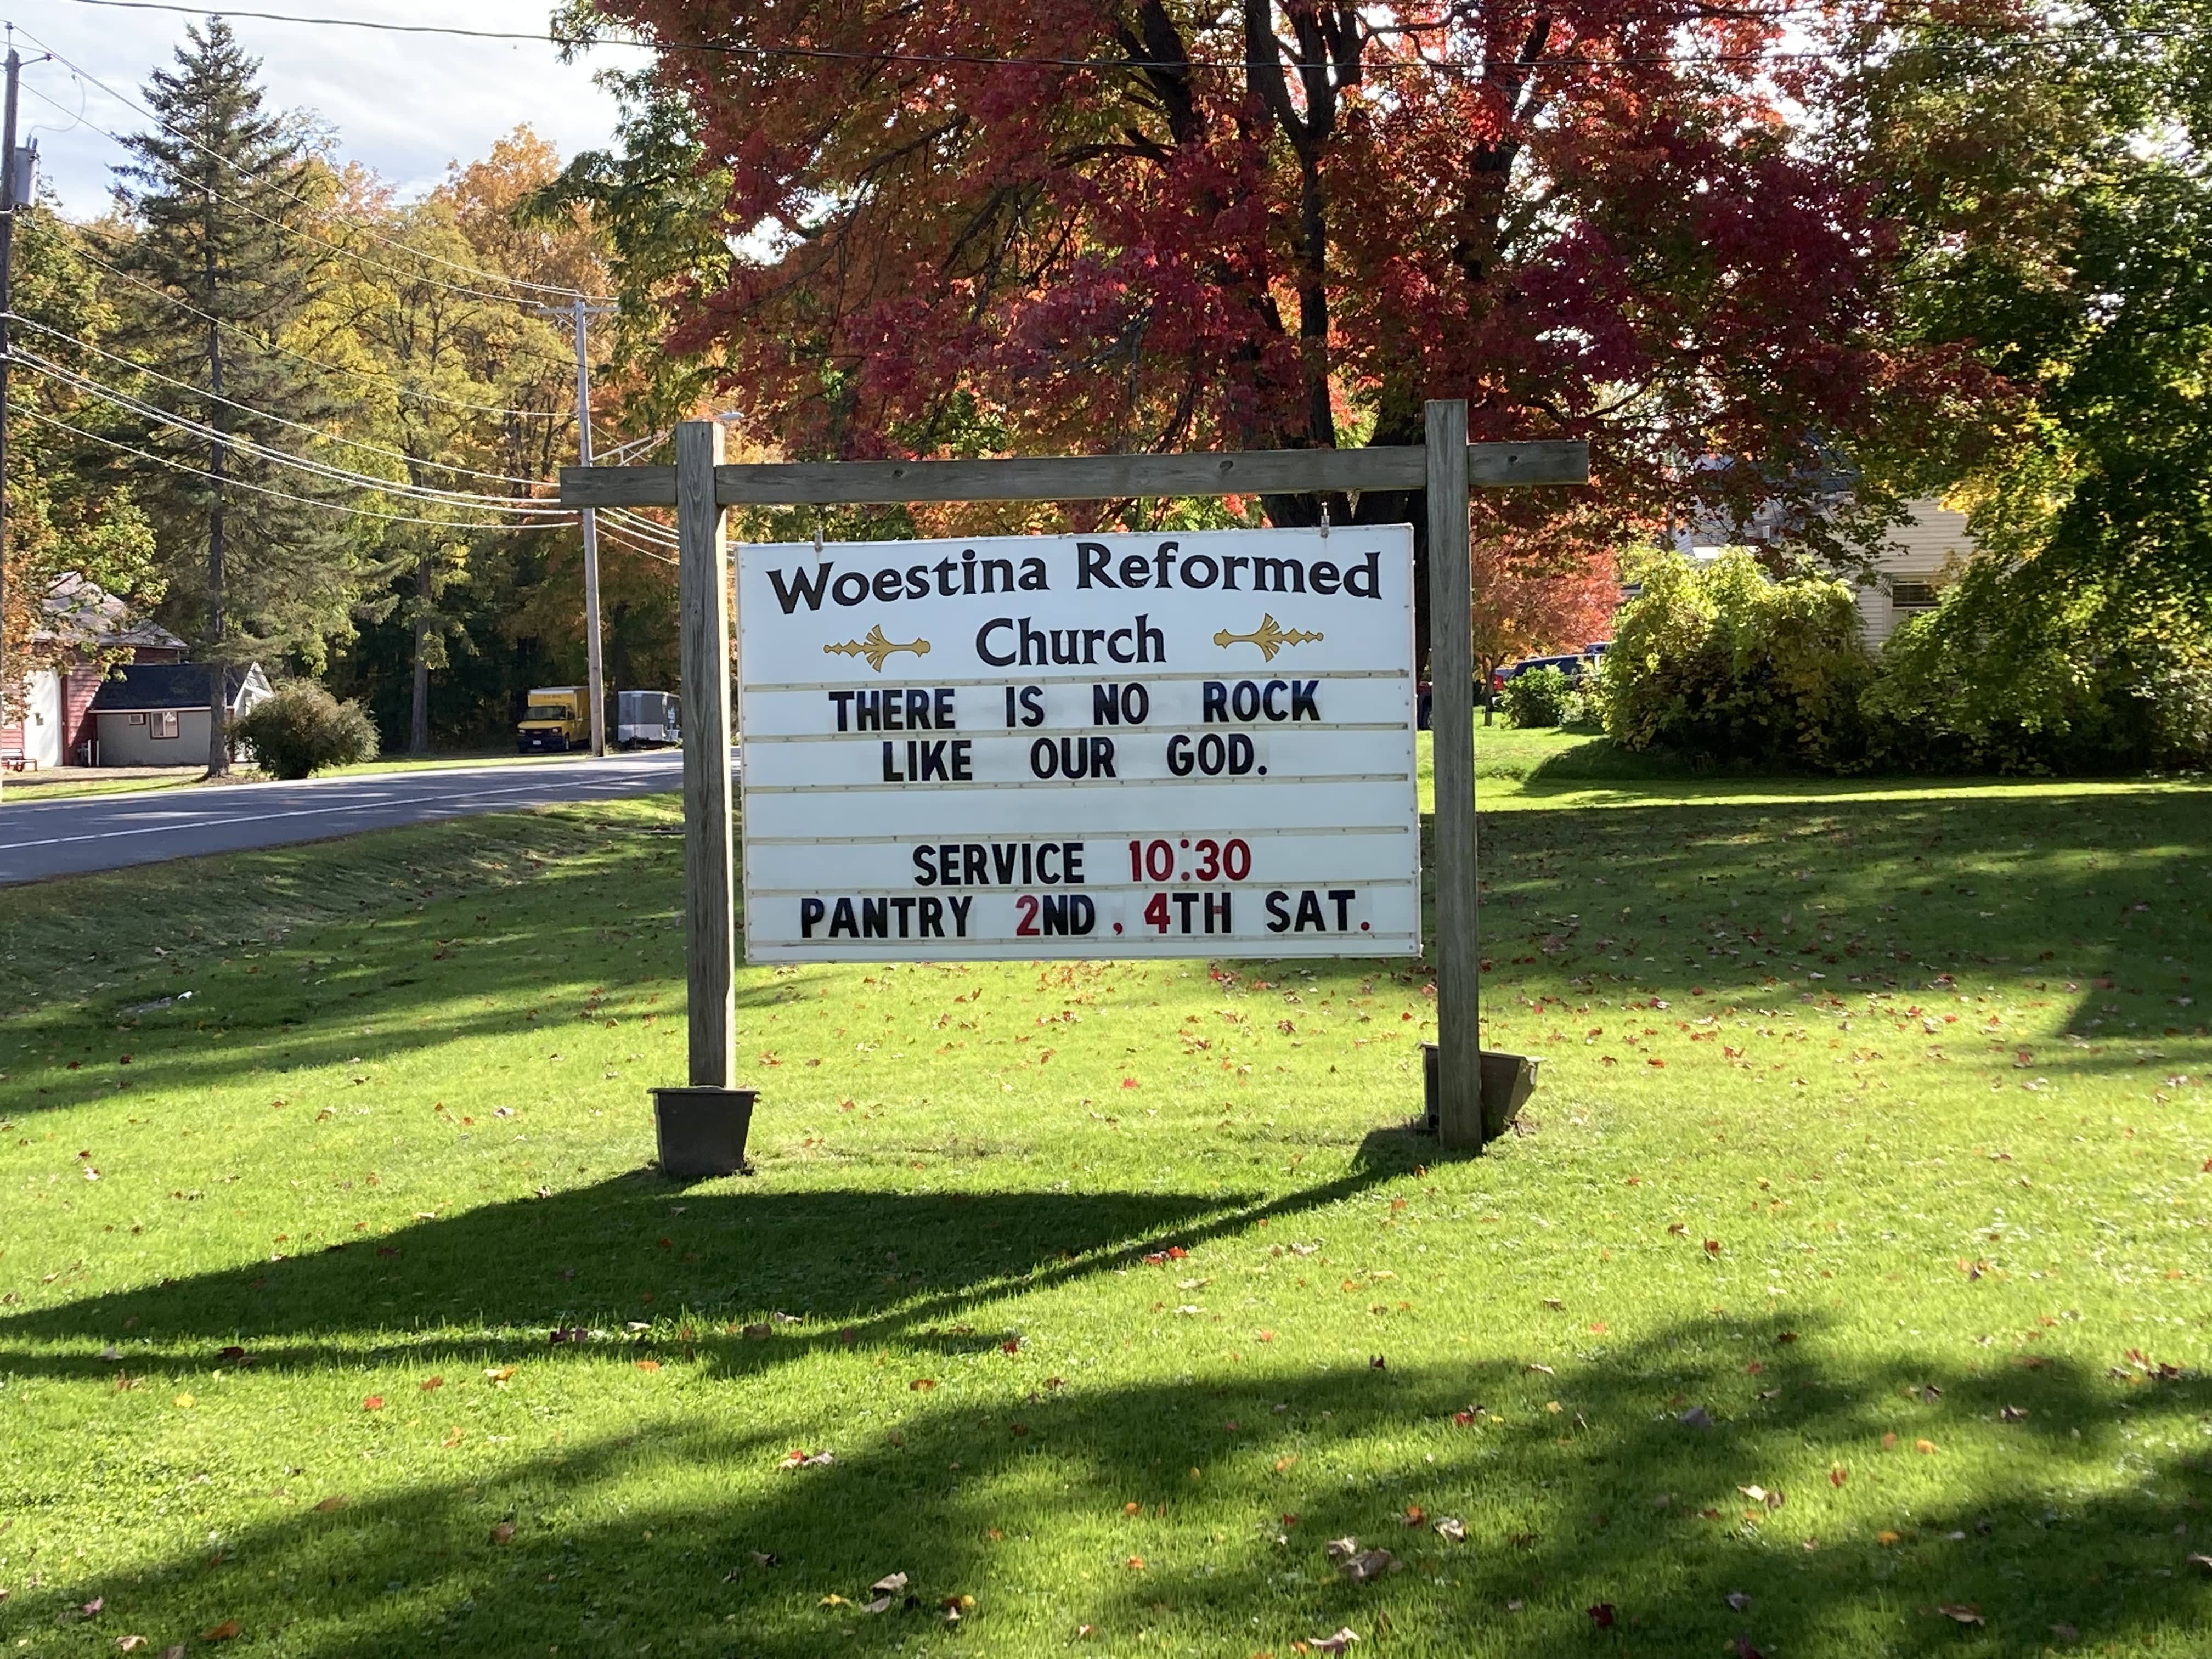 Woestina Reformed
Church
THERE IS NO ROCK
LIKE OUR GOD.
SERVICE 10:30
PANTRY 2ND, 4TH SAT.